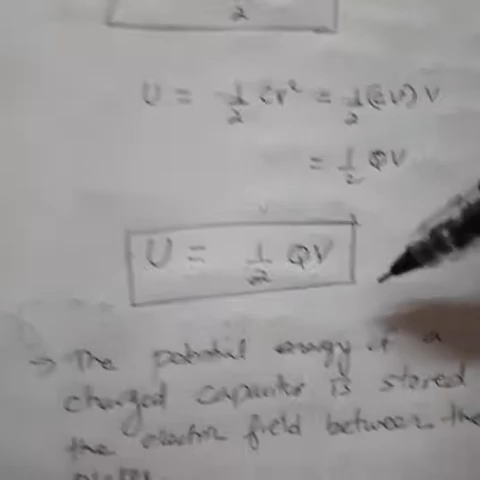 2
U = 1/2 CV² = 1/2 (CV) V
= 1/2 QV
U = 1/2 QV
→ The potential energy of a
charged capacitor is stored
the electric field between the